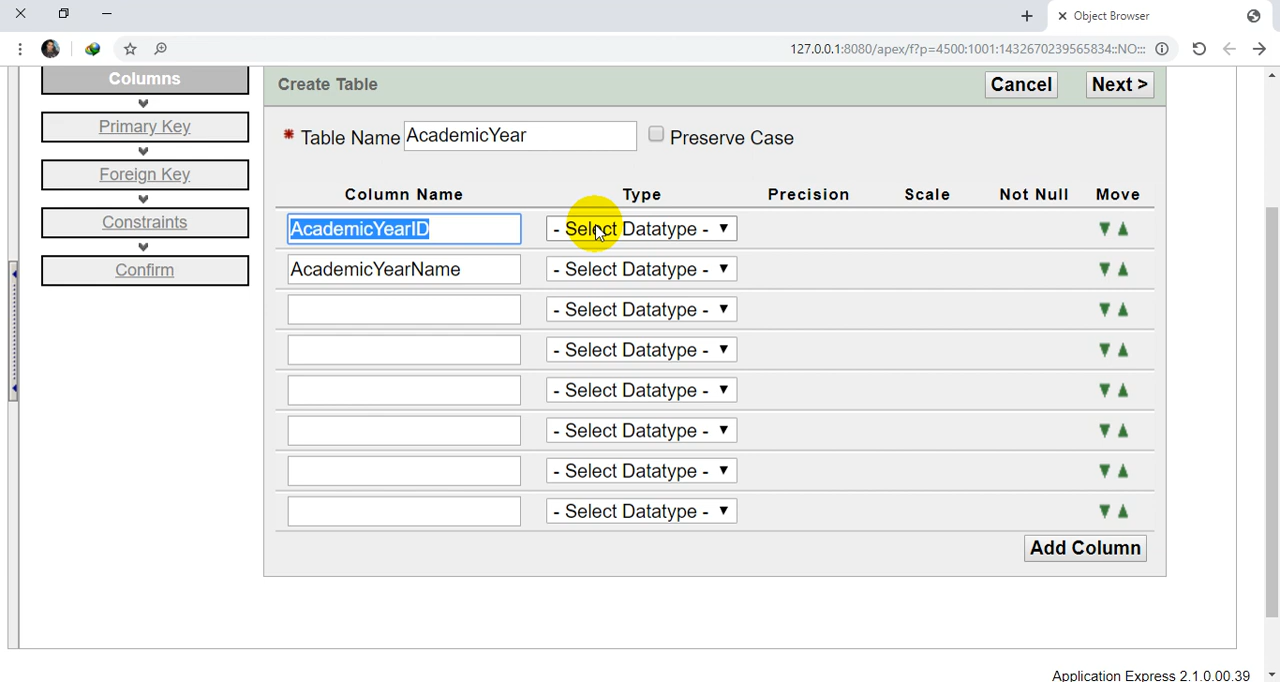 Object Browser
127.0.0.1:8080/apex/f?p=4500:1001:1432670239565834::NO:::
Columns
Primary Key
Foreign Key
Constraints
Confirm
Create Table
Cancel
Next >
* Table Name AcademicYear Preserve Case
Column Name Type Precision Scale Not Null Move
AcademicYearID - Select Datatype -
AcademicYearName - Select Datatype -
- Select Datatype -
- Select Datatype -
- Select Datatype -
- Select Datatype -
- Select Datatype -
- Select Datatype -
Add Column
Application Express 2.1.0.00.39